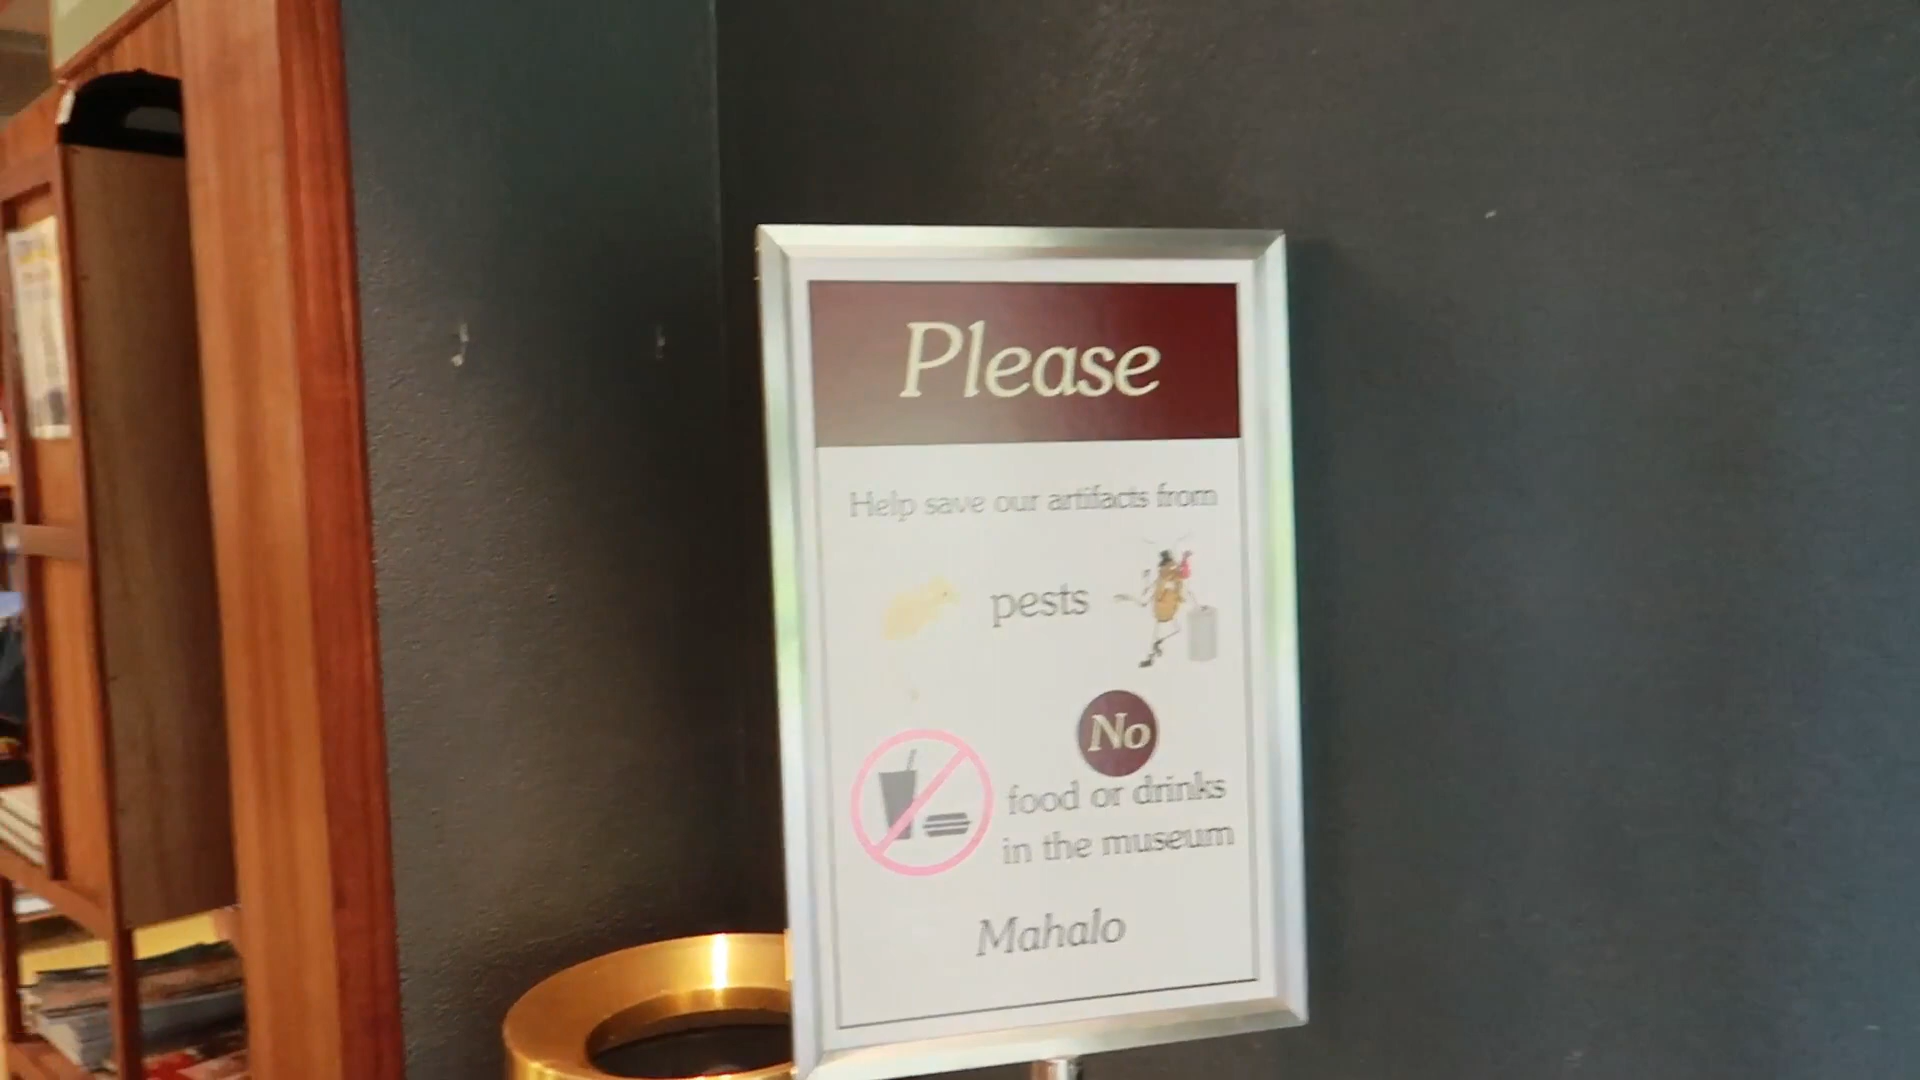 Please
Help save our artifacts from
pests
No
food or drinks
in the museum
Mahalo